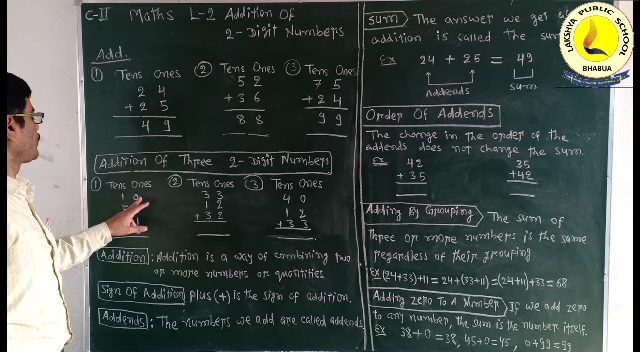 C-II Maths L-2 Addition Of
2-Digit Numbers
Add.
① Tens Ones
2 4
+ 2 5
4 9
② Tens Ones
5 2
+ 3 6
8 8
③ Tens Ones
7 5
+ 2 4
9 9
Addition Of Three 2-Digit Numbers
① Tens Ones
1
② Tens Ones
3 3
1 2
+ 3 2
③ Tens Ones
4 0
1 2
+ 3 3
Addition: Addition is a way of combining two
or more numbers or quantities
Sign Of Addition plus (+) is the sign of addition.
Addends: The numbers we add are called addends
Sum The answer we get
addition is called the sum
Ex 24 + 25 = 49
Addends Sum
Order Of Addends
The change in the order of the
addends does not change the sum.
Ex 42 35
+ 35 +42
Adding By Grouping The sum of
three or more numbers is the same
regardless of their grouping.
Ex (24+33)+11 = 24+(33+11) = (24+11)+33 = 68
Adding Zero To A Number If we add zero
to any number, the sum is the number itself.
Ex 38+0 = 38, 45+0=45, 0+99=99
LAKSHYA PUBLIC SCHOOL
BHABUA